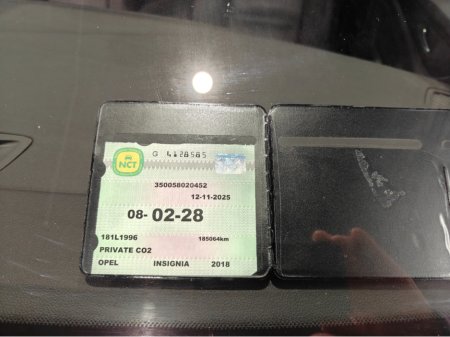 G 4128585
NCT
350058020452
12-11-2025
08- 02-28
181L1996 185064km
PRIVATE CO2
OPEL INSIGNIA 2018